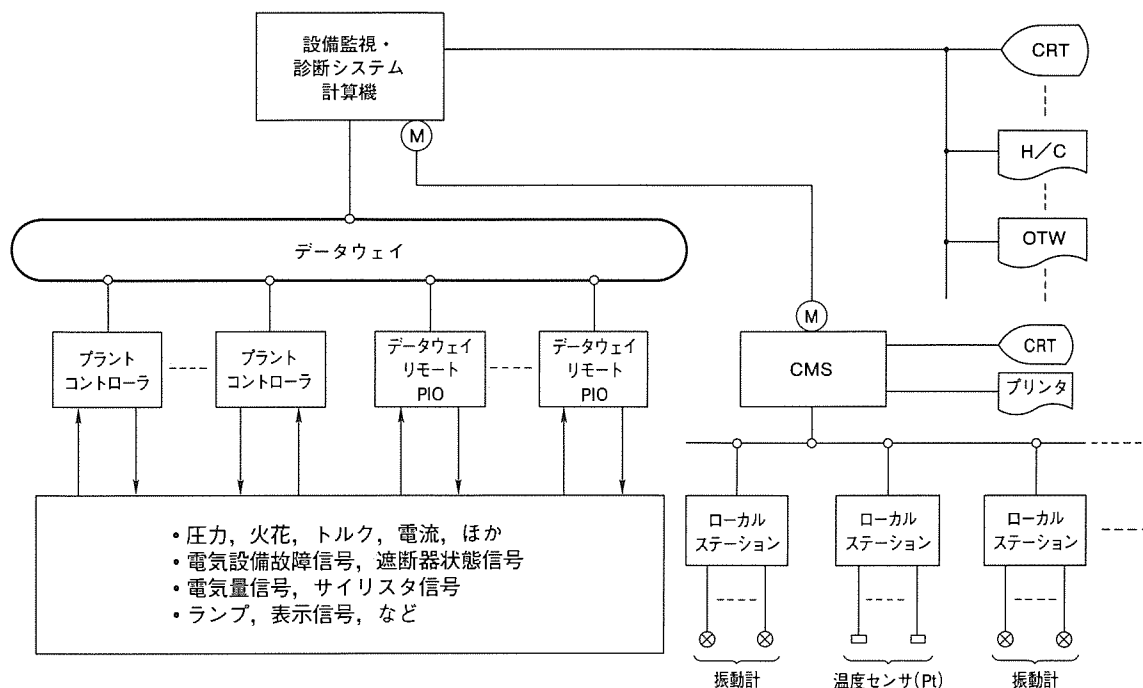 設備監視・
診断システム
計算機
M
CRT
H／C
OTW
データウェイ
プラント
コントローラ
プラント
コントローラ
データウェイ
リモート
PIO
データウェイ
リモート
PIO
M
CMS
CRT
プリンタ
・圧力，火花，トルク，電流，ほか
・電気設備故障信号，遮断器状態信号
・電気量信号，サイリスタ信号
・ランプ，表示信号，など
ローカル
ステーション
ローカル
ステーション
ローカル
ステーション
振動計
温度センサ(Pt)
振動計